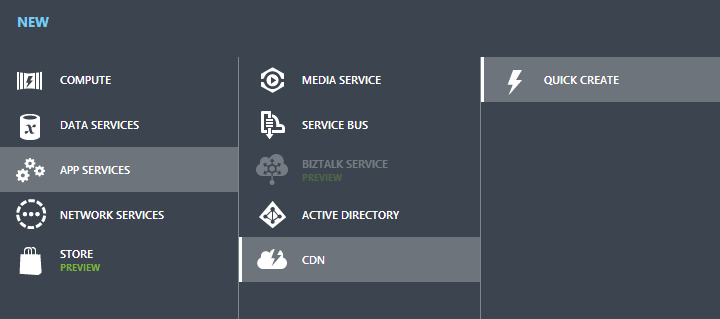 NEW
COMPUTE
DATA SERVICES
APP SERVICES
NETWORK SERVICES
STORE
PREVIEW
MEDIA SERVICE
SERVICE BUS
BIZTALK SERVICE
PREVIEW
ACTIVE DIRECTORY
CDN
QUICK CREATE